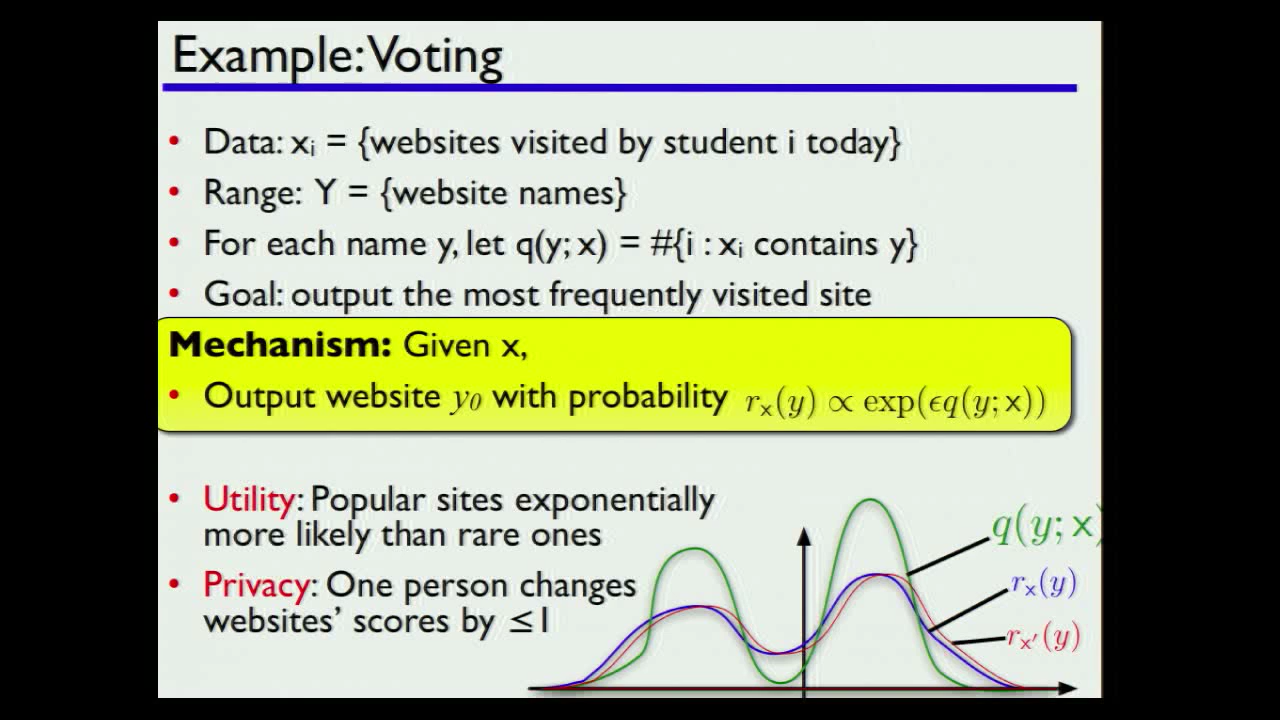 Example: Voting
• Data: xᵢ = {websites visited by student i today}
• Range: Y = {website names}
• For each name y, let q(y; x) = #{i : xᵢ contains y}
• Goal: output the most frequently visited site
Mechanism: Given x,
• Output website y₀ with probability rₓ(y) ∝ exp(ϵq(y; x))
• Utility: Popular sites exponentially
more likely than rare ones
• Privacy: One person changes
websites' scores by ≤1
q(y; x)
rₓ(y)
rₓ′(y)